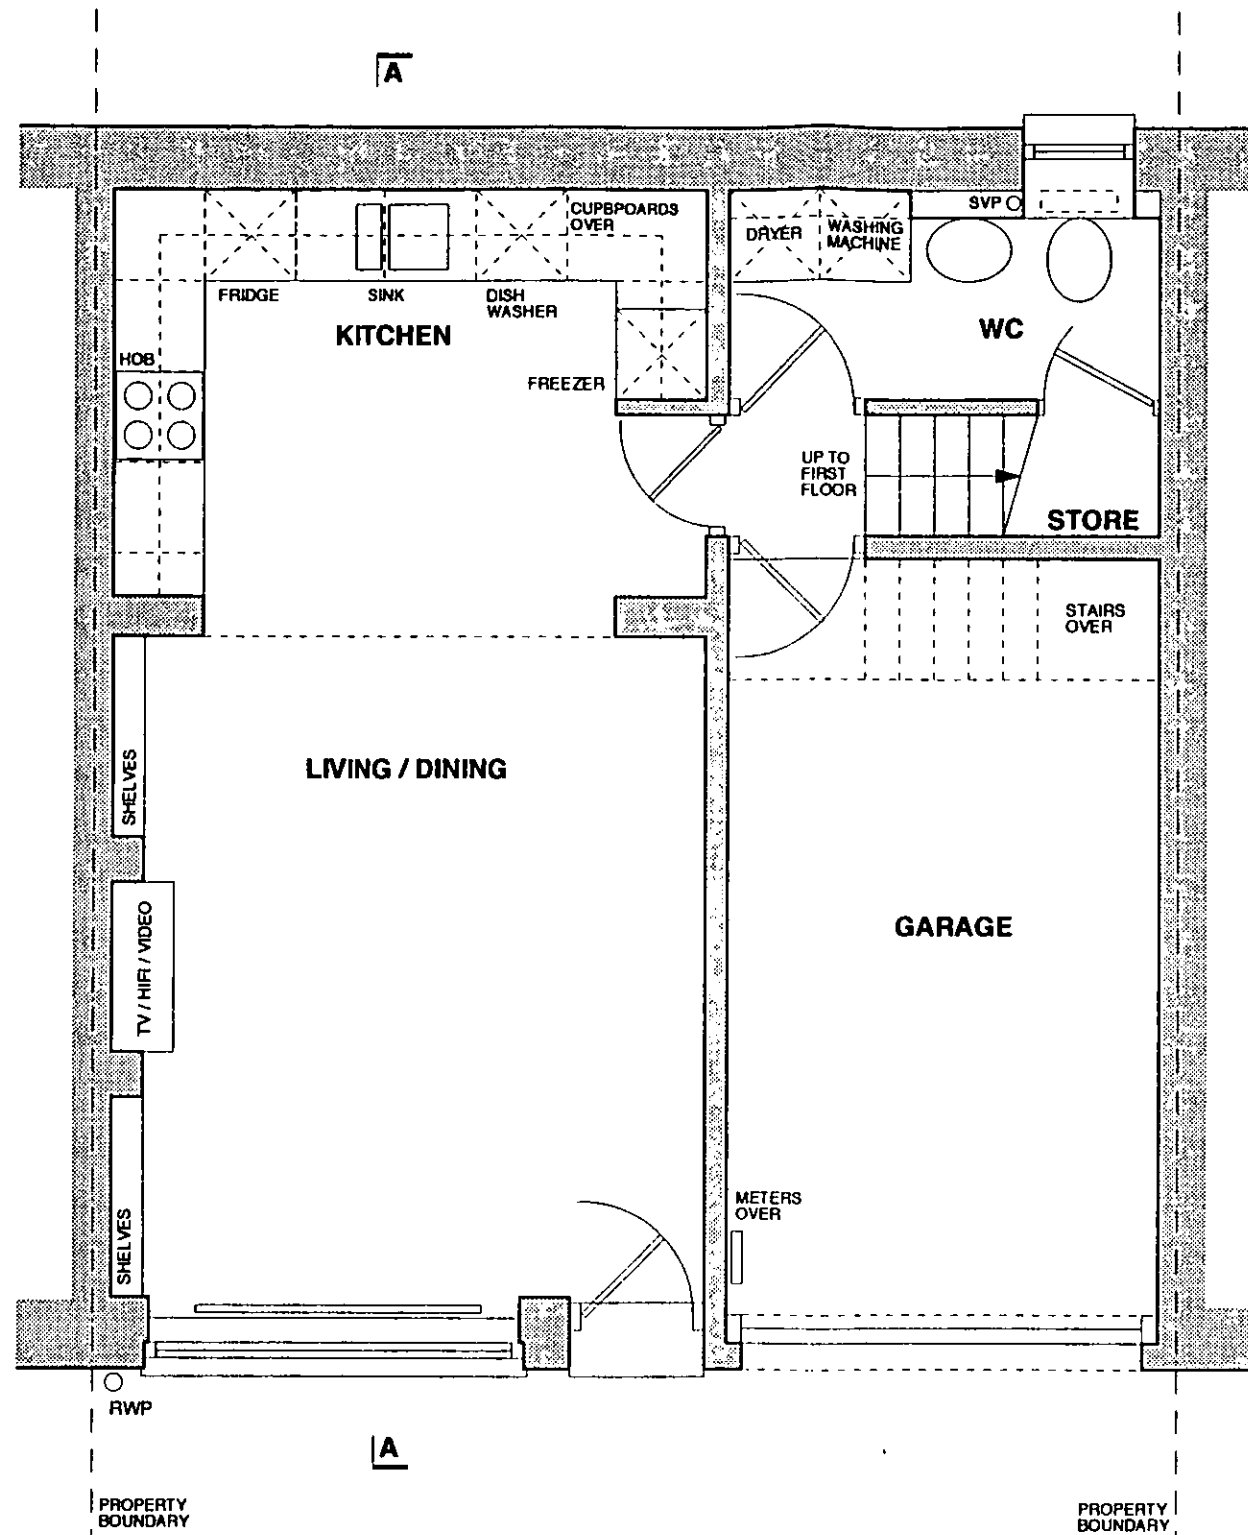 A
SVP
CUPBPOARDS
OVER
DRYER
WASHING
MACHINE
FRIDGE
SINK
DISH
WASHER
KITCHEN
WC
HOB
FREEZER
UP TO
FIRST
FLOOR
STORE
STAIRS
OVER
LIVING / DINING
SHELVES
GARAGE
TV / HIFI / VIDEO
METERS
OVER
SHELVES
RWP
A
PROPERTY
BOUNDARY
PROPERTY
BOUNDARY